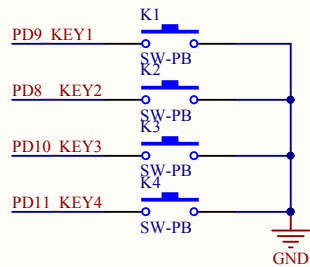 K1
PD9 KEY1
SW-PB
K2
PD8 KEY2
SW-PB
K3
PD10 KEY3
SW-PB
K4
PD11 KEY4
SW-PB
GND